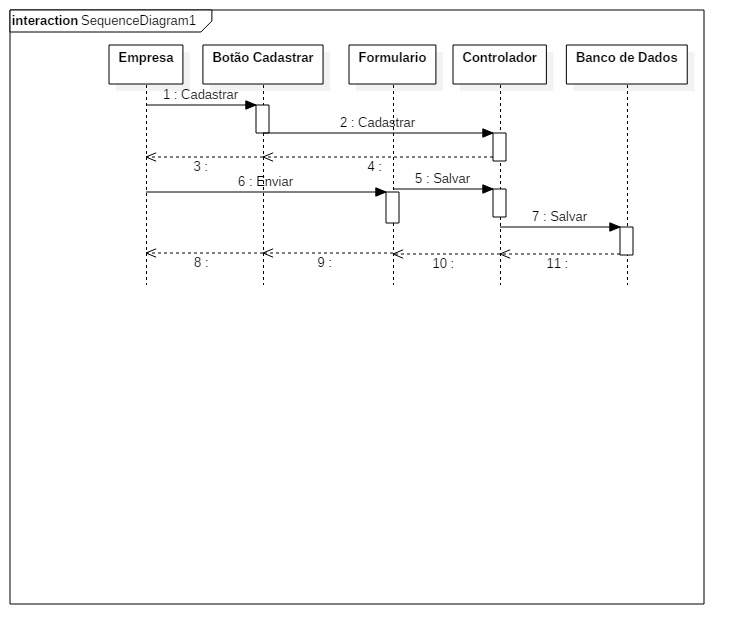 interaction SequenceDiagram1
Empresa
Botão Cadastrar
Formulario
Controlador
Banco de Dados
1 : Cadastrar
2 : Cadastrar
3 :
4 :
6 : Enviar
5 : Salvar
7 : Salvar
8 :
9 :
10 :
11 :